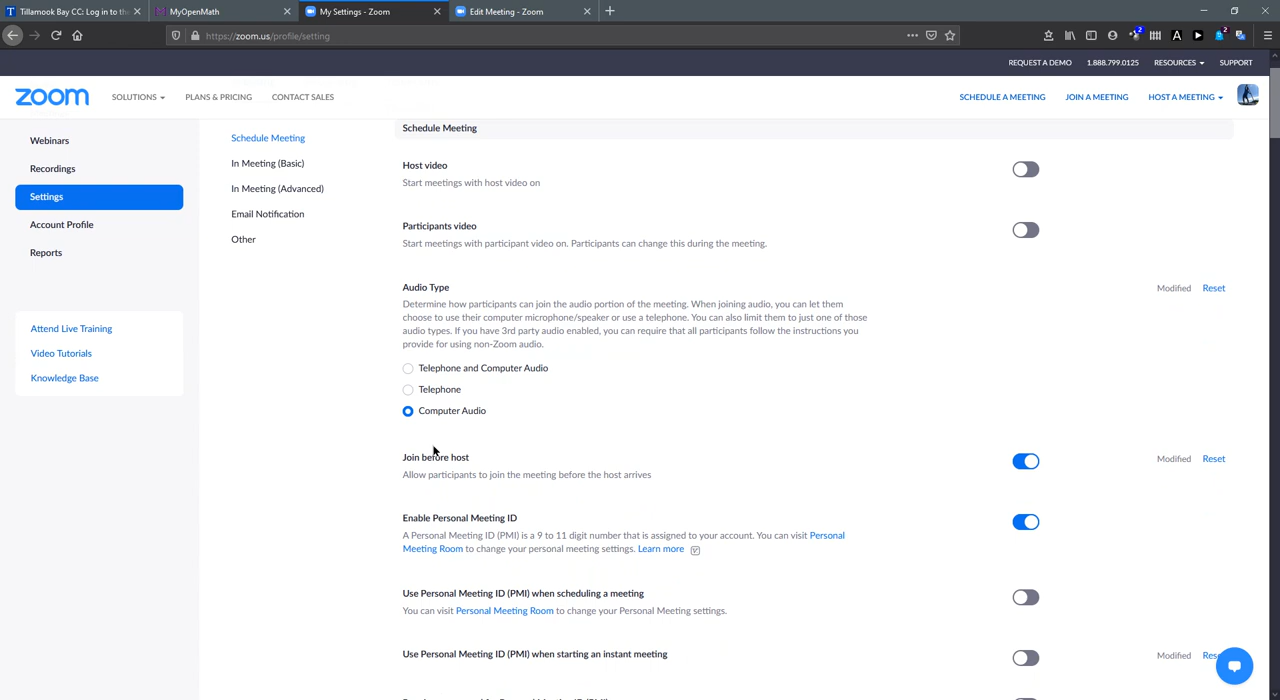 Tillamook Bay CC: Log in to the
MyOpenMath
My Settings - Zoom
Edit Meeting - Zoom
https://zoom.us/profile/setting
2
A
2
REQUEST A DEMO
1.888.799.0125
RESOURCES
SUPPORT
zoom
SOLUTIONS
PLANS & PRICING
CONTACT SALES
SCHEDULE A MEETING
JOIN A MEETING
HOST A MEETING
Webinars
Recordings
Settings
Account Profile
Reports
Attend Live Training
Video Tutorials
Knowledge Base
Schedule Meeting
In Meeting (Basic)
In Meeting (Advanced)
Email Notification
Other
Schedule Meeting
Host video
Start meetings with host video on
Participants video
Start meetings with participant video on. Participants can change this during the meeting.
Audio Type
Modified Reset
Determine how participants can join the audio portion of the meeting. When joining audio, you can let them
choose to use their computer microphone/speaker or use a telephone. You can also limit them to just one of those
audio types. If you have 3rd party audio enabled, you can require that all participants follow the instructions you
provide for using non-Zoom audio.
Telephone and Computer Audio
Telephone
Computer Audio
Join before host
Modified Reset
Allow participants to join the meeting before the host arrives
Enable Personal Meeting ID
A Personal Meeting ID (PMI) is a 9 to 11 digit number that is assigned to your account. You can visit Personal
Meeting Room to change your personal meeting settings. Learn more
Use Personal Meeting ID (PMI) when scheduling a meeting
You can visit Personal Meeting Room to change your Personal Meeting settings.
Use Personal Meeting ID (PMI) when starting an instant meeting
Modified